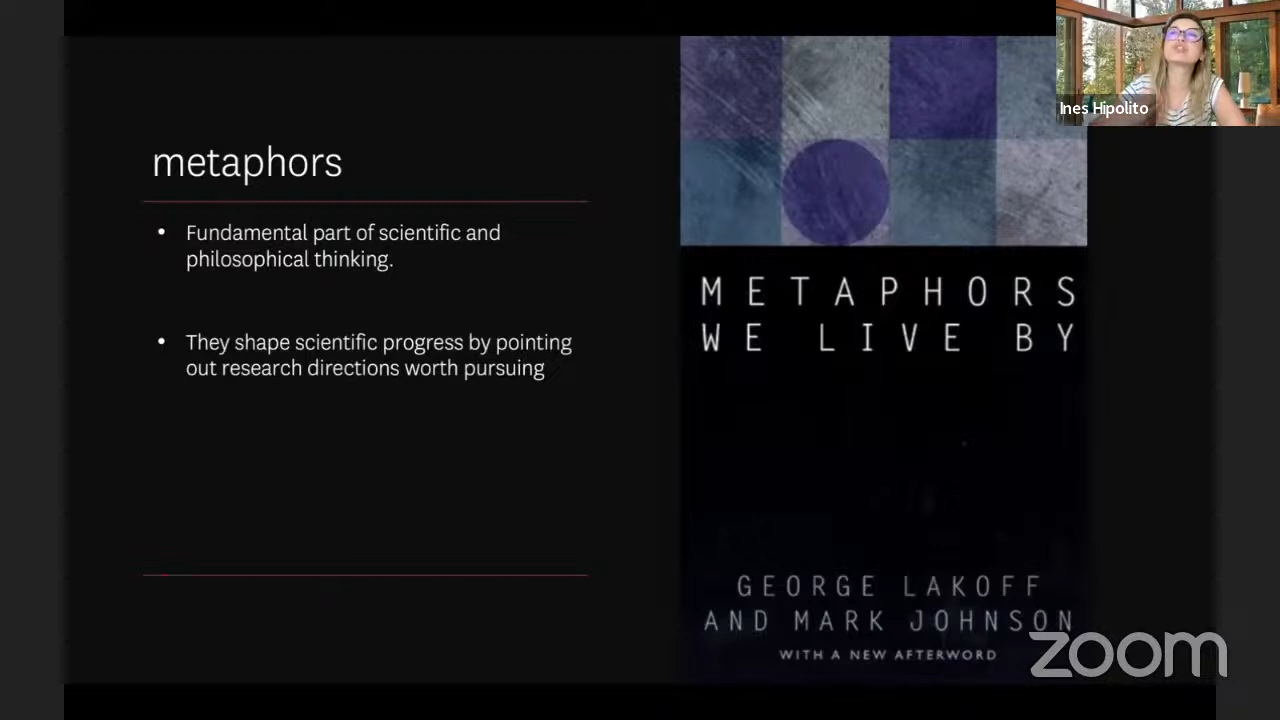 Ines Hipolito
metaphors
• Fundamental part of scientific and
philosophical thinking.
• They shape scientific progress by pointing
out research directions worth pursuing
METAPHORS
WE LIVE BY
GEORGE LAKOFF
AND MARK JOHNSON
WITH A NEW AFTERWORD
zoom